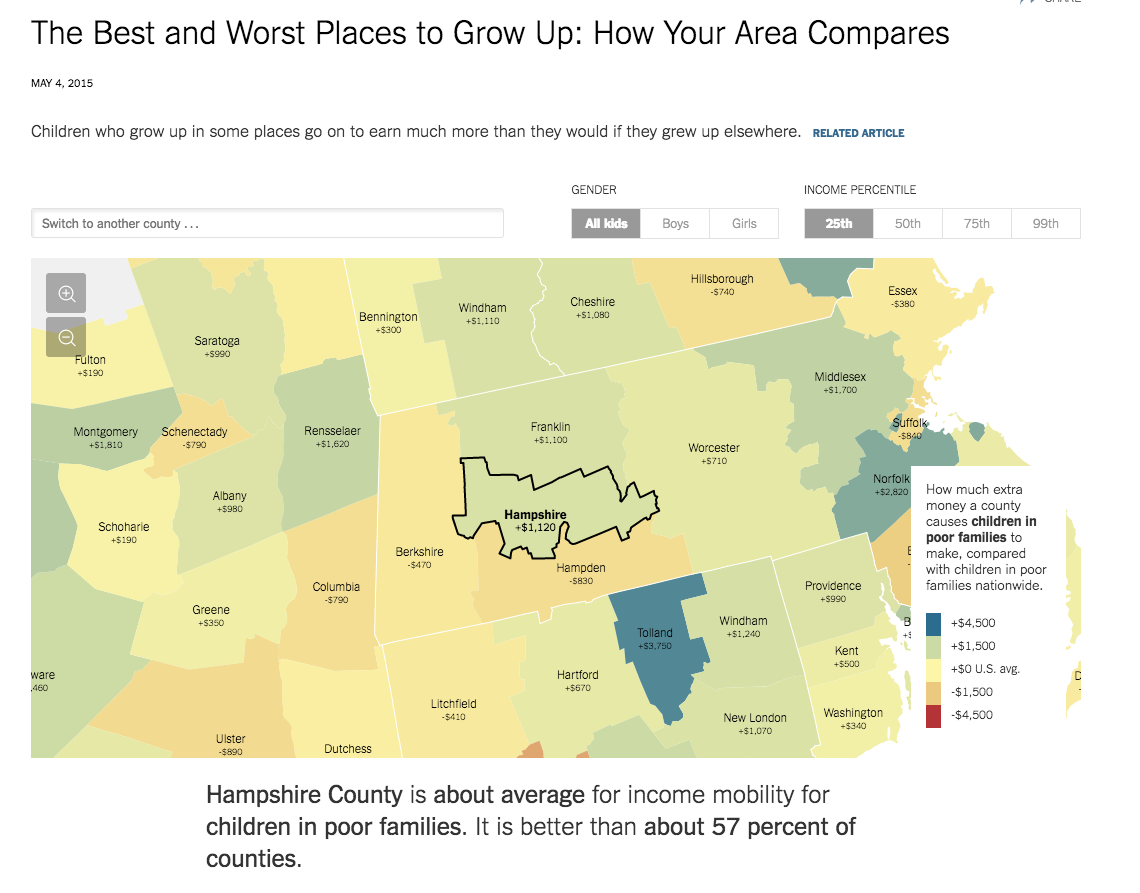 The Best and Worst Places to Grow Up: How Your Area Compares
MAY 4, 2015
Children who grow up in some places go on to earn much more than they would if they grew up elsewhere. RELATED ARTICLE
GENDER
INCOME PERCENTILE
Switch to another county ...
All kids Boys Girls
25th 50th 75th 99th
Hillsborough
-$740
Essex
-$380
Windham
+$1,110
Cheshire
+$1,080
Bennington
+$300
Saratoga
+$990
Fulton
+$190
Middlesex
+$1,700
Montgomery
+$1,810
Schenectady
-$790
Rensselaer
+$1,620
Franklin
+$1,100
Suffolk
-$840
Worcester
+$710
Norfolk
+$2,820
Albany
+$980
Schoharie
+$190
Hampshire
+$1,120
Berkshire
-$470
Hampden
-$830
Columbia
-$790
Providence
+$990
Greene
+$350
Tolland
+$3,750
Windham
+$1,240
Kent
+$500
ware
,460
Hartford
+$670
Litchfield
-$410
New London
+$1,070
Washington
+$340
Ulster
-$890
Dutchess
How much extra
money a county
causes children in
poor families to
make, compared
with children in poor
families nationwide.
+$4,500
+$1,500
+$0 U.S. avg.
-$1,500
-$4,500
Hampshire County is about average for income mobility for
children in poor families. It is better than about 57 percent of
counties.